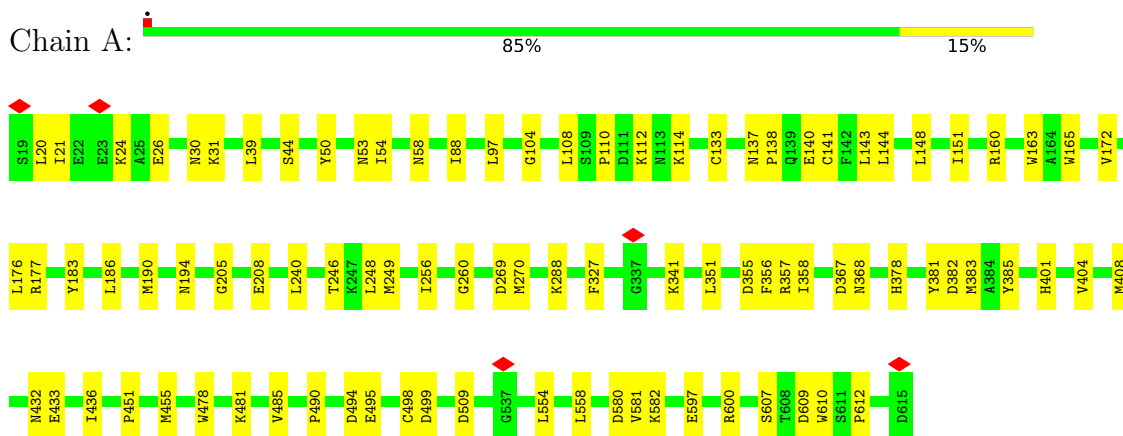 Chain A:
85% 15%
S19 L20 I21 E22 E23 K24 A25 E26 N30 K31 L39 S44 Y50 N53 I54 N58 I88 L97 G104 L108 S109 P110 D111 K112 N113 K114 C133 N137 P138 Q139 E140 C141 F142 L143 L144 L148 I151 R160 W163 A164 W165 V172
L176 R177 Y183 L186 M190 N194 G205 E208 L240 T246 K247 L248 M249 I256 G260 D269 M270 K288 F327 G337 K341 L351 D355 F356 R357 I358 D367 N368 H378 Y381 D382 M383 A384 Y385 H401 V404 M408
N432 E433 I436 P451 M455 W478 K481 V485 P490 D494 E495 C498 D499 D509 G537 L554 L558 D580 V581 K582 E597 R600 S607 T608 D609 W610 S611 P612 D615